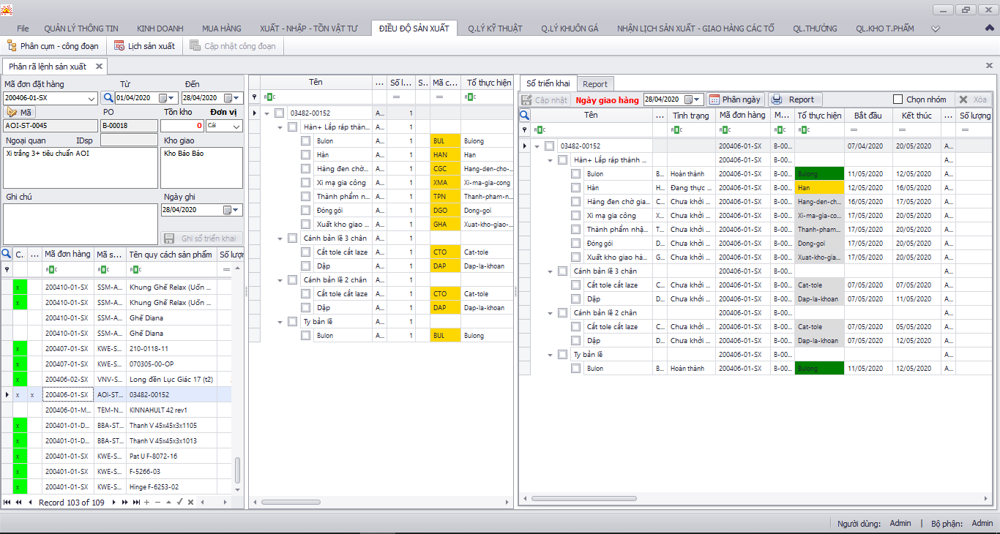 File QUẢN LÝ THÔNG TIN KINH DOANH MUA HÀNG XUẤT - NHẬP - TỒN VẬT TƯ ĐIỀU ĐỘ SẢN XUẤT Q.LÝ KỸ THUẬT Q.LÝ KHUÔN GÁ NHẬN LỊCH SẢN XUẤT - GIAO HÀNG CÁC TỔ QL.THƯỞNG QL.KHO T.PHẨM
Phân cụm - công đoạn Lịch sản xuất Cập nhật công đoạn
Phân rã lệnh sản xuất
Mã đơn đặt hàng Từ Đến
200406-01-SX 01/04/2020 28/04/2020
Mã PO Tồn kho Đơn vị
AOI-ST-0045 B-00018 0 Cái
Ngoại quan IDsp Kho giao
Xi trắng 3+ tiêu chuẩn AOI Kho Bảo Bảo
Ghi chú Ngày ghi
28/04/2020
Ghi sổ triển khai
C. ... Mã đơn hàng Mã s... Tên quy cách sản phẩm Số lượn
x 200410-01-SX SSM-A... Khung Ghế Relax (Uốn ...
x 200410-01-SX SSM-A... Khung Ghế Relax (Uốn ...
200410-01-SX SSM-A... Ghế Diana
200410-01-SX SSM-A... Ghế Diana
x 200407-01-SX KWE-S... 210-0118-11
x 200407-01-SX KWE-S... 070305-00-OP
x 200406-02-SX VNV-S... Long đền Lục Giác 17 (t2)
x x 200406-01-SX AOI-ST... 03482-00152
200406-01-M... TEM-N... KINNAHULT 42 rev1
x 200401-01-D... BBA-ST... Thanh V 45x45x3x1105
x 200401-01-D... BBA-ST... Thanh V 45x45x3x1013
x 200401-01-SX KWE-S... Pat U F-8072-16
x 200401-01-SX KWE-S... F-5266-03
x 200401-01-SX KWE-S... Hinge F-6253-02
Record 103 of 109
Tên ... Số l... S.. Mã c... Tổ thực hiện
03482-00152 A... 1
Hàn+ Lắp ráp thàn... A... 1
Bulon A... 1 BUL Bulong
Hàn A... 1 HAN Han
Hàng đen chờ... A... 1 CGC Hang-den-cho-...
Xi mạ gia công A... 1 XMA Xi-ma-gia-cong
Thành phẩm n... A... 1 TPN Thanh-pham-n...
Đóng gói A... 1 DGO Dong-goi
Xuất kho giao ... A... 1 GHA Xuat-kho-giao-...
Cánh bản lề 3 chân A... 1
Cắt tole cắt laze A... 1 CTO Cat-tole
Dập A... 1 DAP Dap-la-khoan
Cánh bản lề 2 chân A... 1
Cắt tole cắt laze A... 1 CTO Cat-tole
Dập A... 1 DAP Dap-la-khoan
Ty bản lề A... 1
Bulon A... 1 BUL Bulong
Sổ triển khai Report
Cập nhật Ngày giao hàng 28/04/2020 Phân ngày Report Chọn nhóm Xóa
Tên ... Tình trạng Mã đơn hàng M... Tổ thực hiện Bắt đầu Kết thúc ... Số lượng
03482-00152 200406-01-SX B-00... 07/04/2020 20/05/2020 A...
Hàn+ Lắp ráp thành ... 200406-01-SX B-00... A...
Bulon B... Hoàn thành 200406-01-SX B-00... Bulong 11/05/2020 12/05/2020 A...
Hàn H... Đang thực ... 200406-01-SX B-00... Han 12/05/2020 16/05/2020 A...
Hàng đen chờ gia... C... Chưa khởi ... 200406-01-SX B-00... Hang-den-ch... 16/05/2020 17/05/2020 A...
Xi mạ gia công X... Chưa khởi ... 200406-01-SX B-00... Xi-ma-gia-co... 17/05/2020 20/05/2020 A...
Thành phẩm nhậ... T... Chưa khởi ... 200406-01-SX B-00... Thanh-pham... 17/05/2020 20/05/2020 A...
Đóng gói D... Chưa khởi ... 200406-01-SX B-00... Dong-goi 17/05/2020 20/05/2020 A...
Xuất kho giao hà... G... Chưa khởi ... 200406-01-SX B-00... Xuat-kho-gia... 17/05/2020 20/05/2020 A...
Cánh bản lề 3 chân 200406-01-SX B-00... A...
Cắt tole cắt laze C... Chưa khởi ... 200406-01-SX B-00... Cat-tole 07/05/2020 07/05/2020 A...
Dập D... Chưa khởi ... 200406-01-SX B-00... Dap-la-khoan 07/05/2020 11/05/2020 A...
Cánh bản lề 2 chân 200406-01-SX B-00... A...
Cắt tole cắt laze C... Chưa khởi ... 200406-01-SX B-00... Cat-tole 07/05/2020 05/05/2020 A...
Dập D... Chưa khởi ... 200406-01-SX B-00... Dap-la-khoan 07/05/2020 12/05/2020 A...
Ty bản lề 200406-01-SX B-00... A...
Bulon B... Hoàn thành 200406-01-SX B-00... Bulong 11/05/2020 12/05/2020 A...
Người dùng: Admin | Bộ phận: Admin